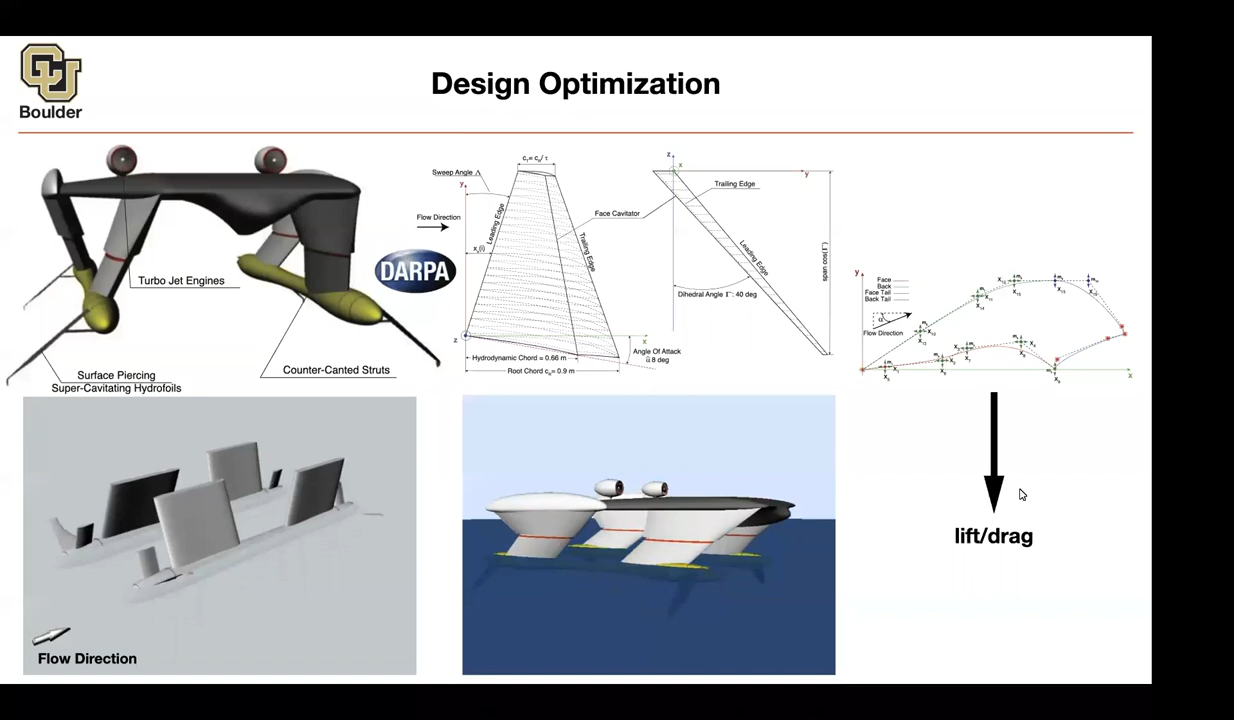 CU
Boulder
Design Optimization
Turbo Jet Engines
Surface Piercing
Super-Cavitating Hydrofoils
Counter-Canted Struts
DARPA
Sweep Angle Λ
y
Flow Direction
Leading Edge
Face Cavitator
Trailing Edge
z
x
Hydrodynamic Chord = 0.66 m
Root Chord
= 0.9 m
Angle Of Attack
8 deg
z
x
y
Trailing Edge
Leading Edge
Dihedral Angle Γ: 40 deg
y
Face
Back
Face Tail
Back Tail
α
Flow Direction
x
lift/drag
Flow Direction